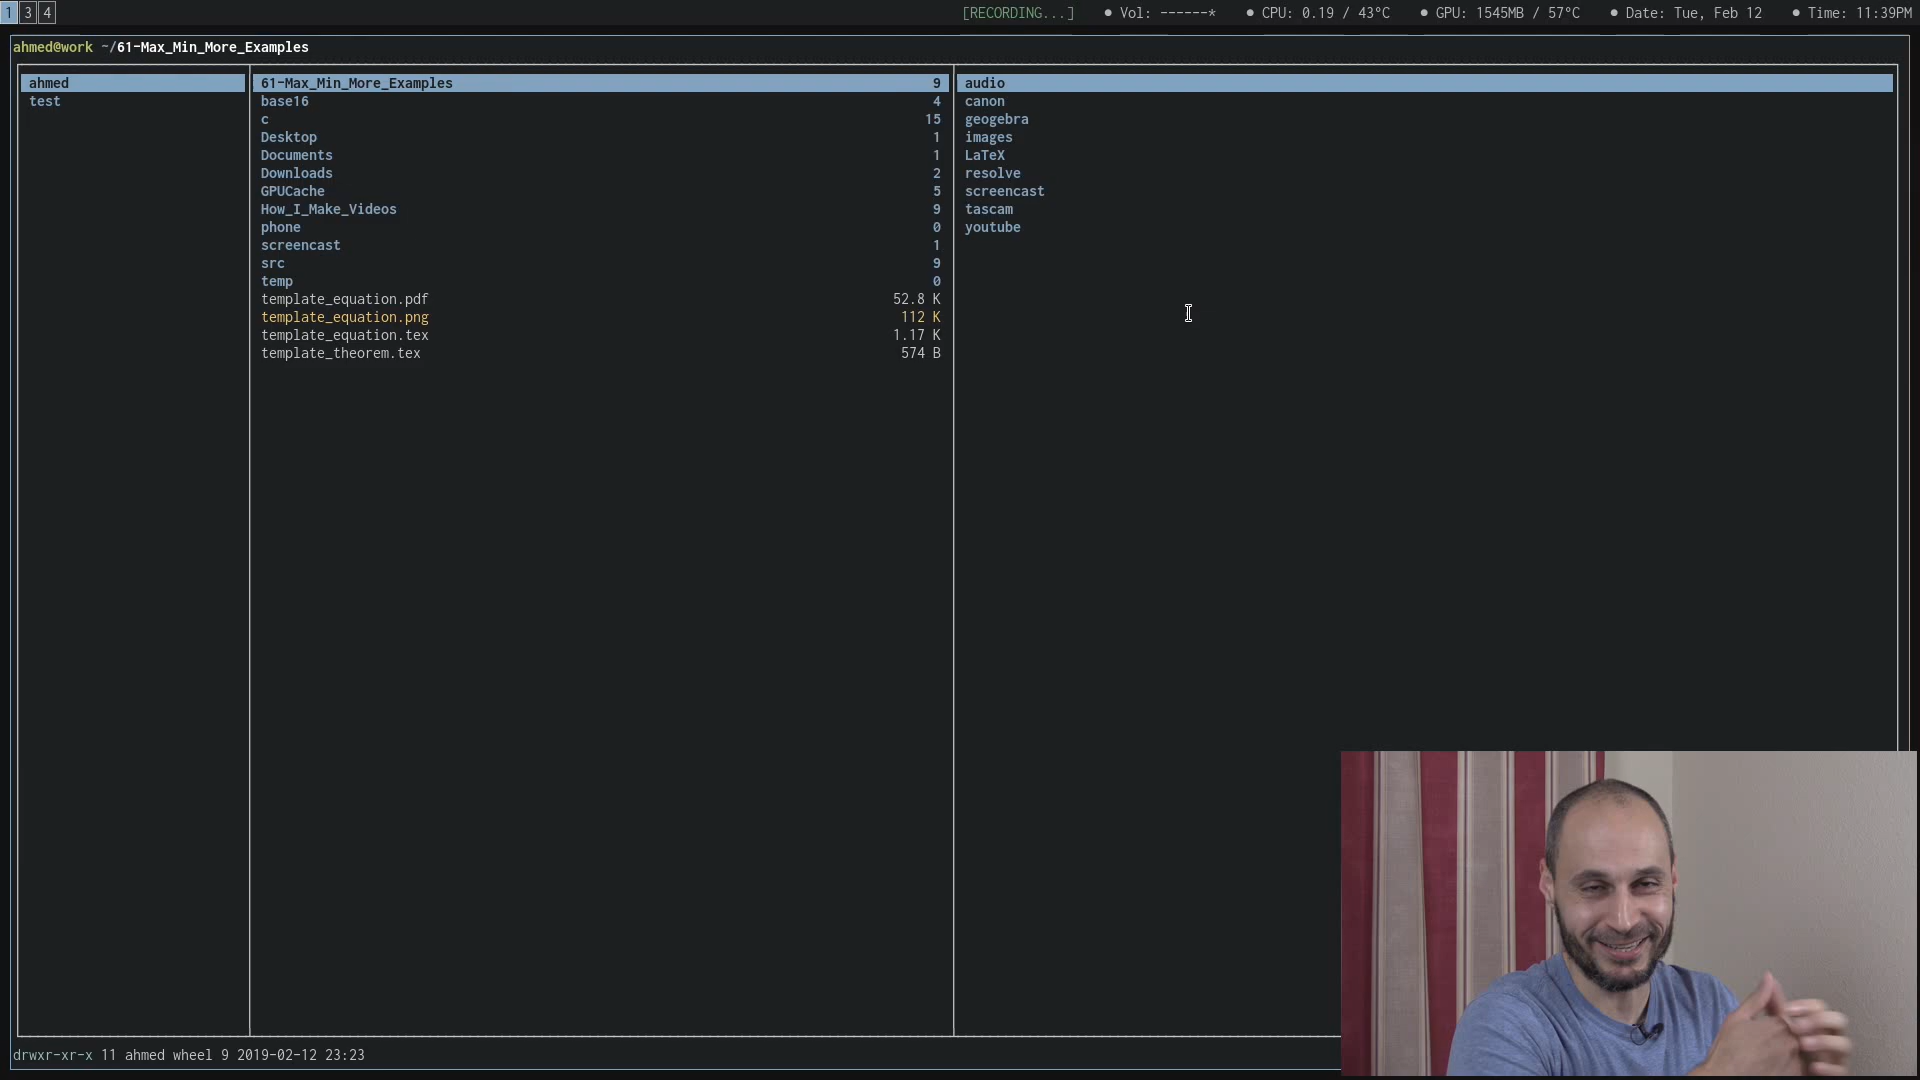 1 3 4 [RECORDING...] ● Vol: ------* ● CPU: 0.19 / 43°C ● GPU: 1545MB / 57°C ● Date: Tue, Feb 12 ● Time: 11:39PM
ahmed@work ~/61-Max_Min_More_Examples
ahmed
test
61-Max_Min_More_Examples 9
base16 4
c 15
Desktop 1
Documents 1
Downloads 2
GPUCache 5
How_I_Make_Videos 9
phone 0
screencast 1
src 9
temp 0
template_equation.pdf 52.8 K
template_equation.png 112 K
template_equation.tex 1.17 K
template_theorem.tex 574 B
audio
canon
geogebra
images
LaTeX
resolve
screencast
tascam
youtube
drwxr-xr-x 11 ahmed wheel 9 2019-02-12 23:23